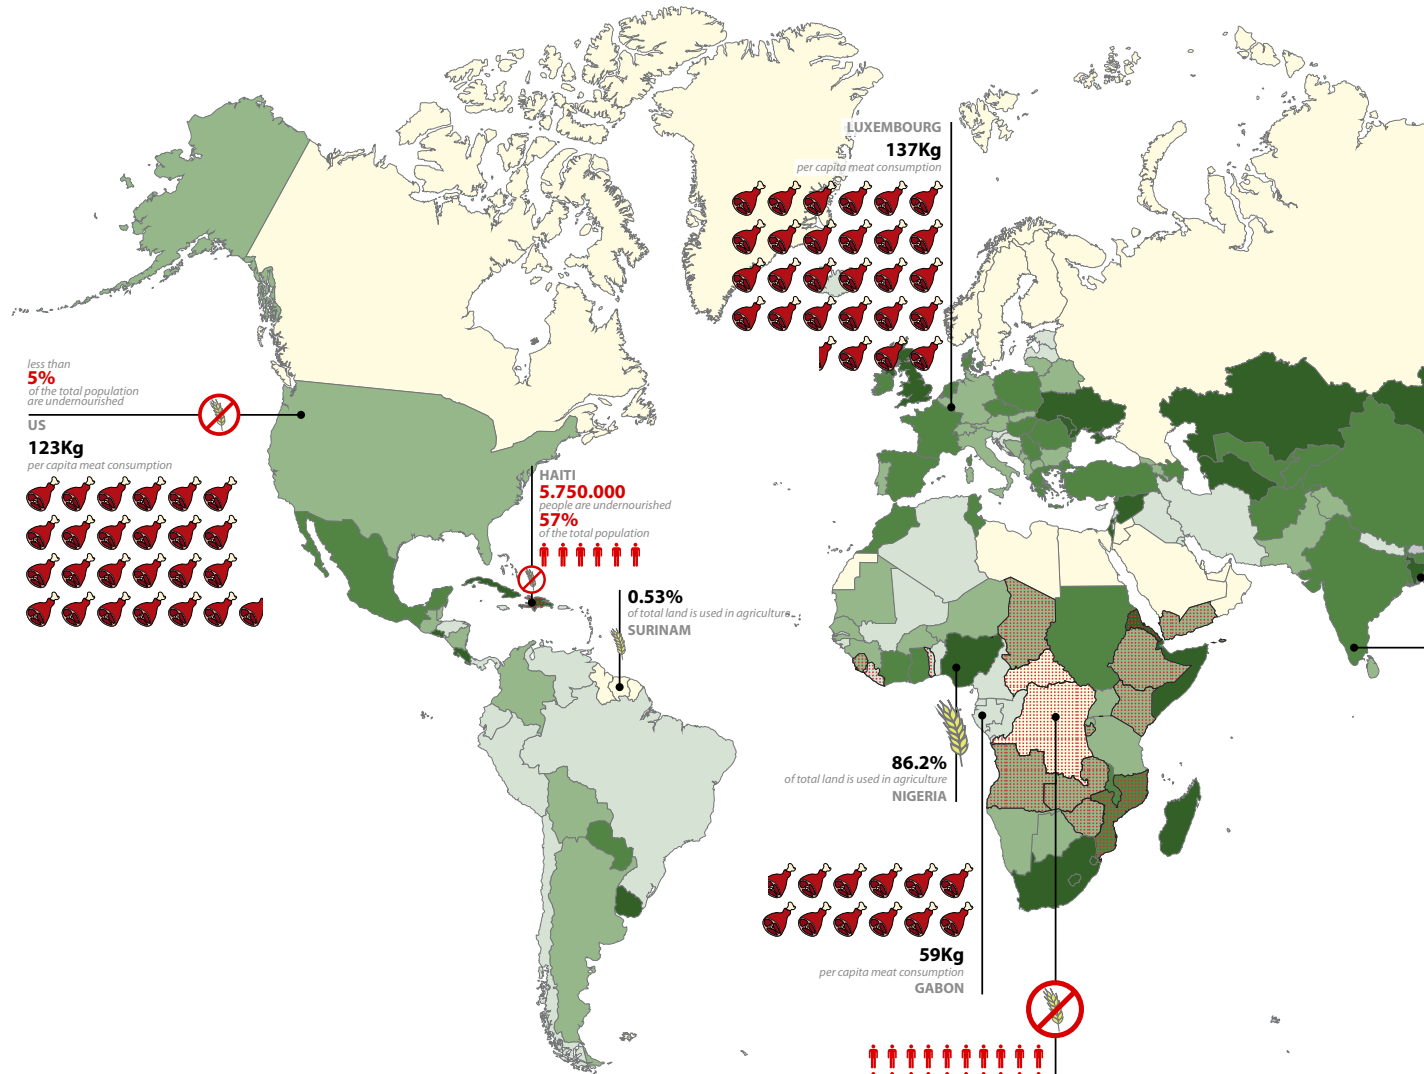 LUXEMBOURG
137Kg
per capita meat consumption
less than
5%
of the total population
are undernourished
US
123Kg
per capita meat consumption
HAITI
5.750.000
people are undernourished
57%
of the total population
0.53%
of total land is used in agriculture
SURINAM
86.2%
of total land is used in agriculture
NIGERIA
59Kg
per capita meat consumption
GABON